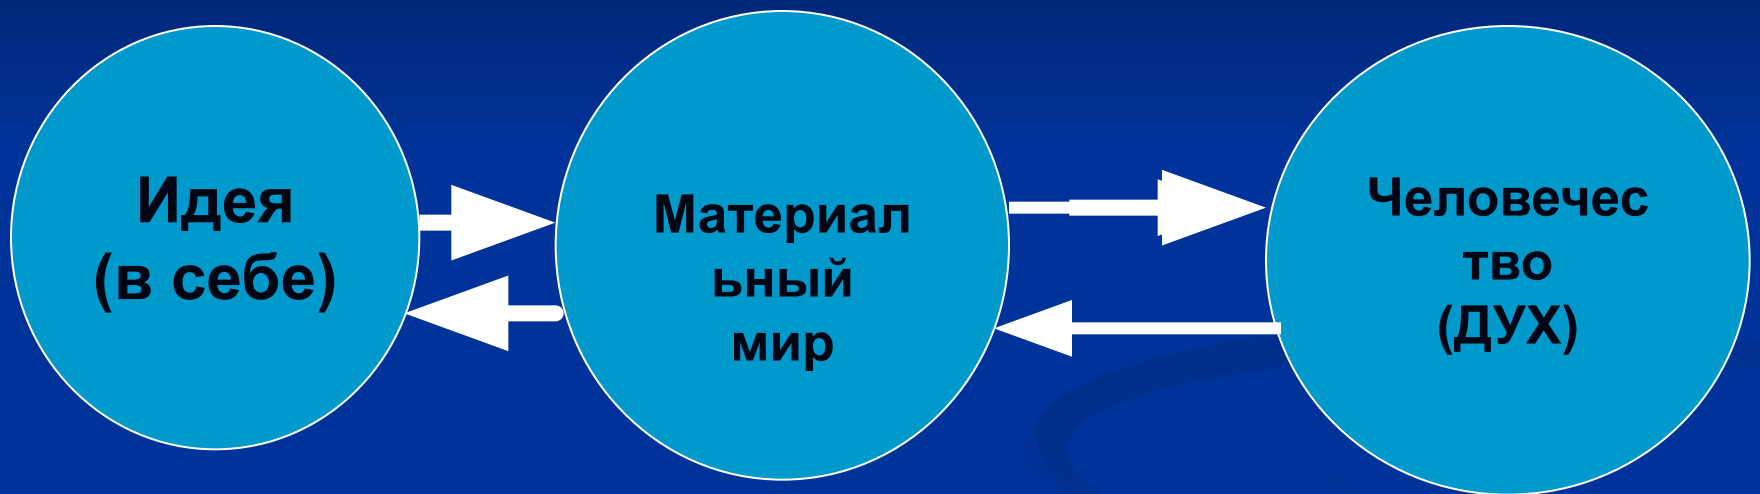 Идея
(в себе)
Материал
ьный
мир
Человечес
тво
(ДУХ)